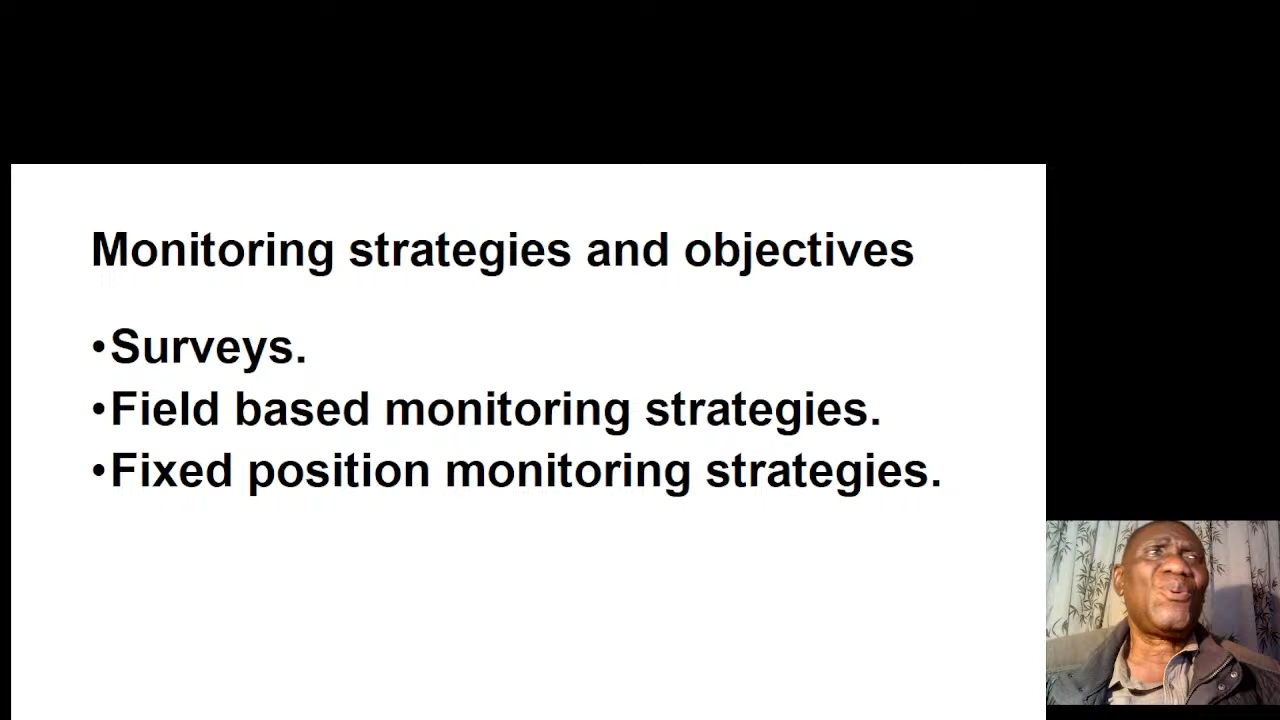 Monitoring strategies and objectives
•Surveys.
•Field based monitoring strategies.
•Fixed position monitoring strategies.